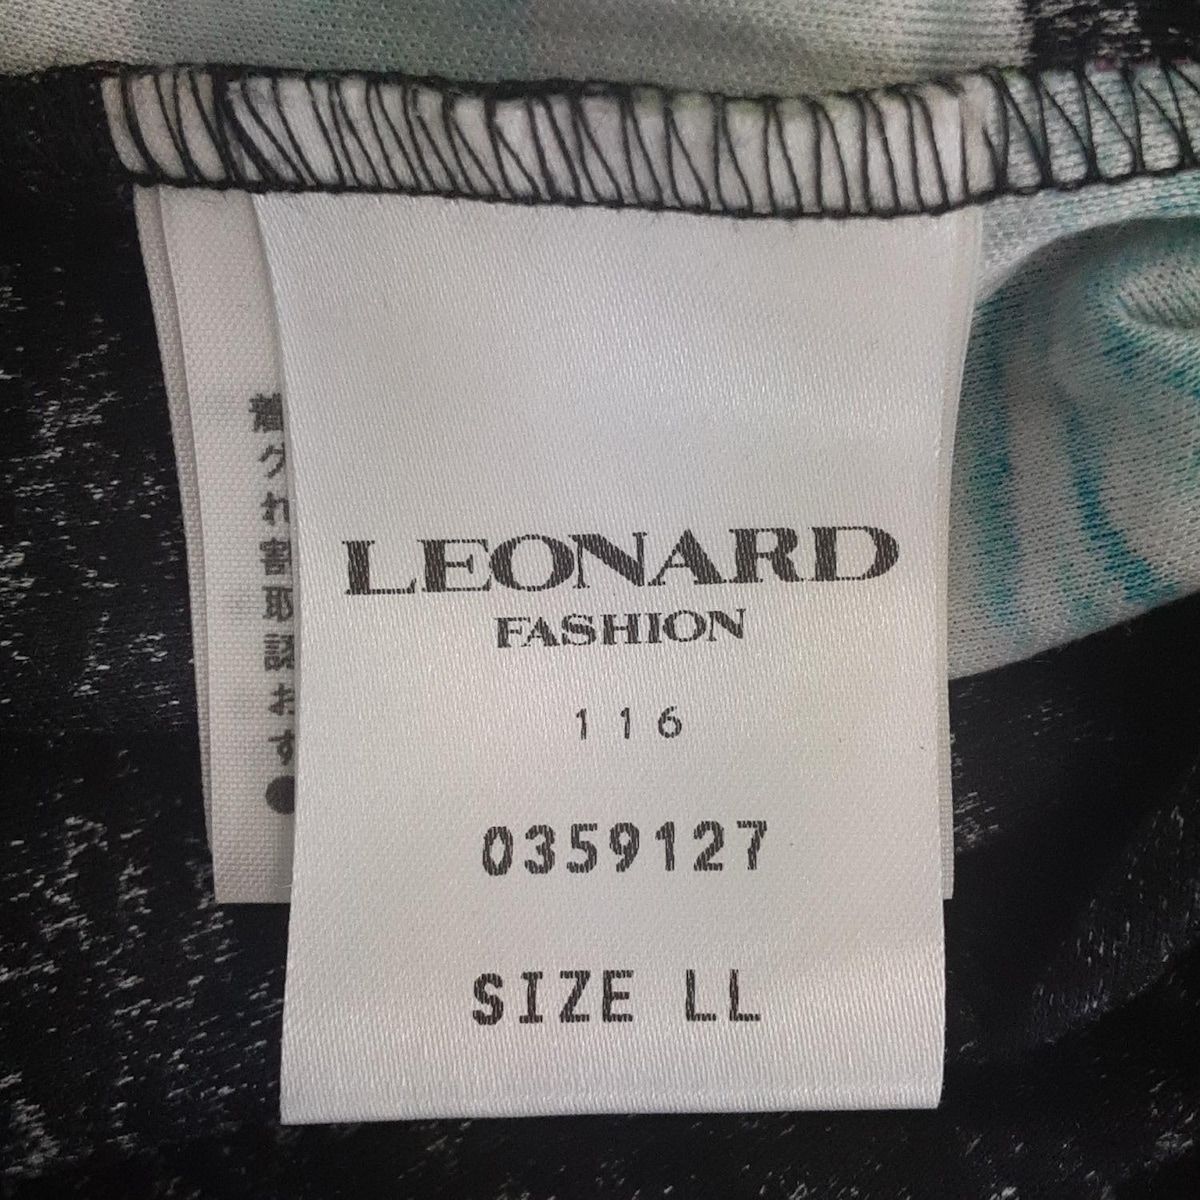 LEONARD
FASHION
116
0359127
SIZE LL